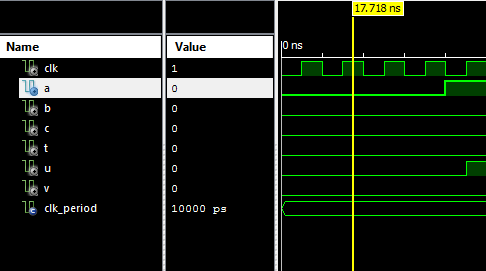 17.718 ns
Name Value 0 ns
clk 1
a 0
b 0
c 0
t 0
u 0
v 0
clk_period 10000 ps